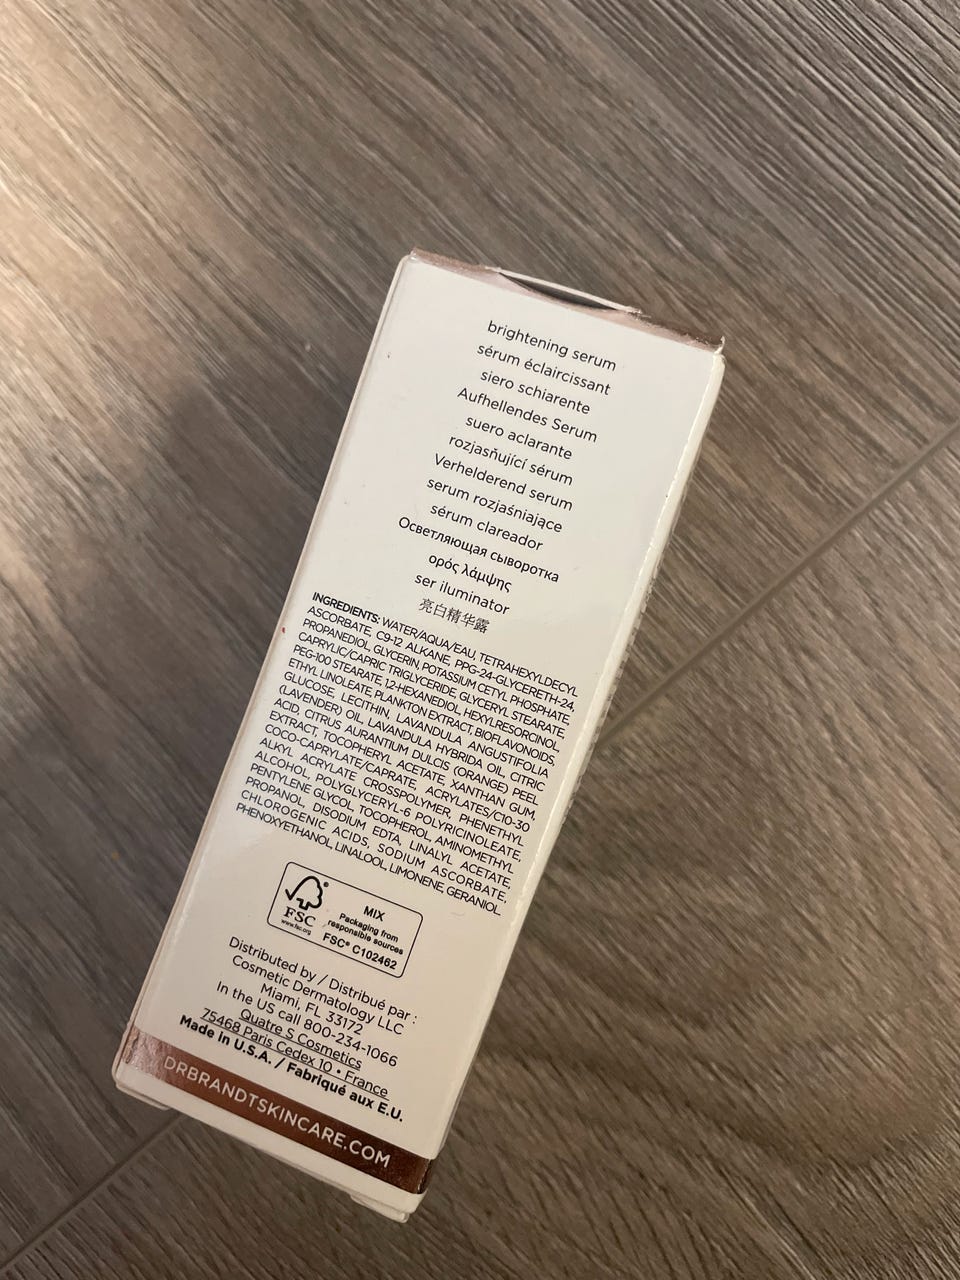 brightening serum
sérum éclaircissant
siero schiarente
Aufhellendes Serum
suero aclarante
rozjasňující sérum
Verhelderend serum
serum rozjaśniające
sérum clareador
Осветляющая сыворотка
ορός λάμψης
ser iluminator
亮白精华露
INGREDIENTS: WATER/AQUA/EAU, TETRAHEXYLDECYL
ASCORBATE, C9-12 ALKANE, PPG-24-GLYCERETH-24,
PROPANEDIOL, GLYCERIN, POTASSIUM CETYL PHOSPHATE,
CAPRYLIC/CAPRIC TRIGLYCERIDE, GLYCERYL STEARATE,
PEG-100 STEARATE, 1,2-HEXANEDIOL, HEXYLRESORCINOL,
ETHYL LINOLEATE, PLANKTON EXTRACT, BIOFLAVONOIDS,
GLUCOSE, LECITHIN, LAVANDULA ANGUSTIFOLIA
(LAVENDER) OIL, LAVANDULA HYBRIDA OIL, CITRIC
ACID, CITRUS AURANTIUM DULCIS (ORANGE) PEEL
EXTRACT, TOCOPHERYL ACETATE, XANTHAN GUM,
COCO-CAPRYLATE/CAPRATE, ACRYLATES/C10-30
ALKYL ACRYLATE CROSSPOLYMER, PHENETHYL
ALCOHOL, POLYGLYCERYL-6 POLYRICINOLEATE,
PENTYLENE GLYCOL, TOCOPHEROL, AMINOMETHYL
PROPANOL, DISODIUM EDTA, LINALYL ACETATE,
CHLOROGENIC ACIDS, SODIUM ASCORBATE,
PHENOXYETHANOL, LINALOOL, LIMONENE, GERANIOL.
FSC®
www.fsc.org
MIX
Packaging from
responsible sources
FSC® C102462
Distributed by / Distribué par :
Cosmetic Dermatology LLC
Miami, FL 33172
In the US call 800-234-1066
Quatre S Cosmetics
75468 Paris Cedex 10 • France
Made in U.S.A. / Fabriqué aux E.U.
DRBRANDTSKINCARE.COM